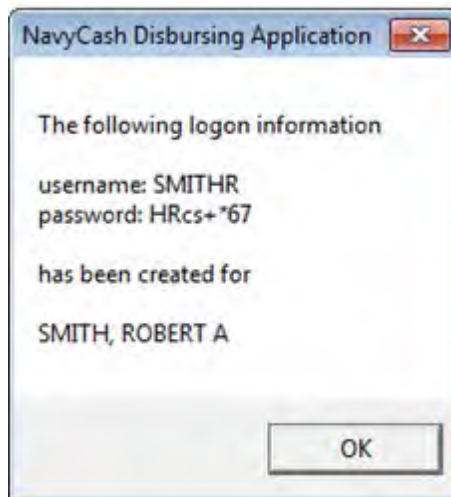 NavyCash Disbursing Application
The following logon information
username: SMITHR
password: HRcs+*67
has been created for
SMITH, ROBERT A
OK